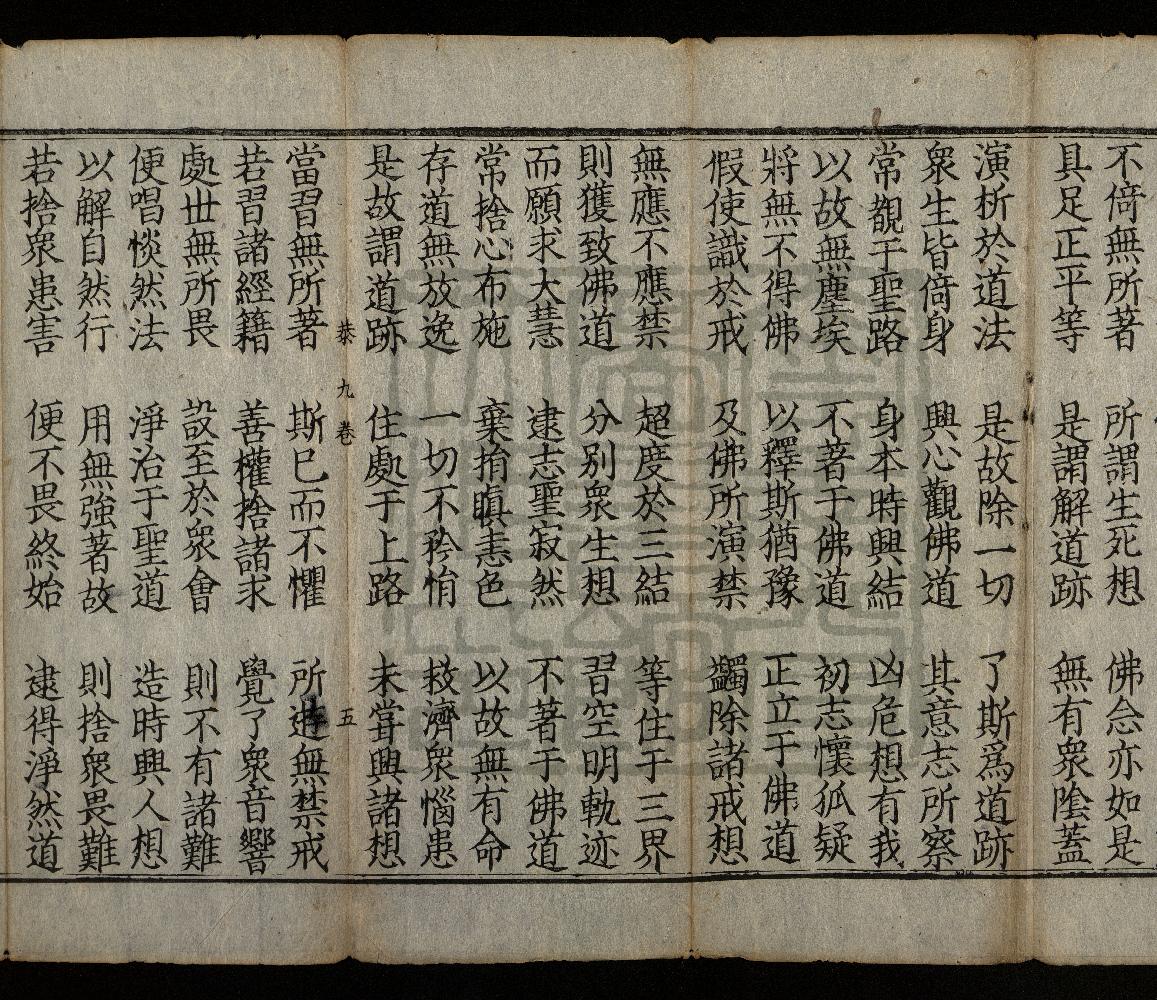 不倚無所著　所謂生死想　佛念亦如是
具足正平等　是謂解道跡　無有衆陰蓋
演析於道法　是故除一切　了斯爲道跡
衆生皆倚身　興心觀佛道　其意志所察
常覩于聖路　身本時興結　凶危想有我
以故無塵埃　不著于佛道　初志懷狐疑
將無不得佛　以釋斯猶豫　正立于佛道
假使識於戒　及佛所演禁　蠲除諸戒想
無應不應禁　超度於三結　等住于三界
則獲致佛道　分别衆生想　習空明軌迹
而願求大慧　逮志聖寂然　不著于佛道
常捨心布施　棄捐瞋恚色　以故無有命
存道無放逸　一切不矜悕　救濟衆惱患
是故謂道跡　住處于上路　未甞興諸想
九卷　五
當習無所著　斯已而不懼　所遊無禁戒
若習諸經籍　善權捨諸求　覺了衆音響
處世無所畏　設至於衆會　則不有諸難
便唱惔然法　淨治于聖道　造時興人想
以解自然行　用無強著故　則捨衆畏難
若捨衆患害　便不畏終始　逮得淨然道